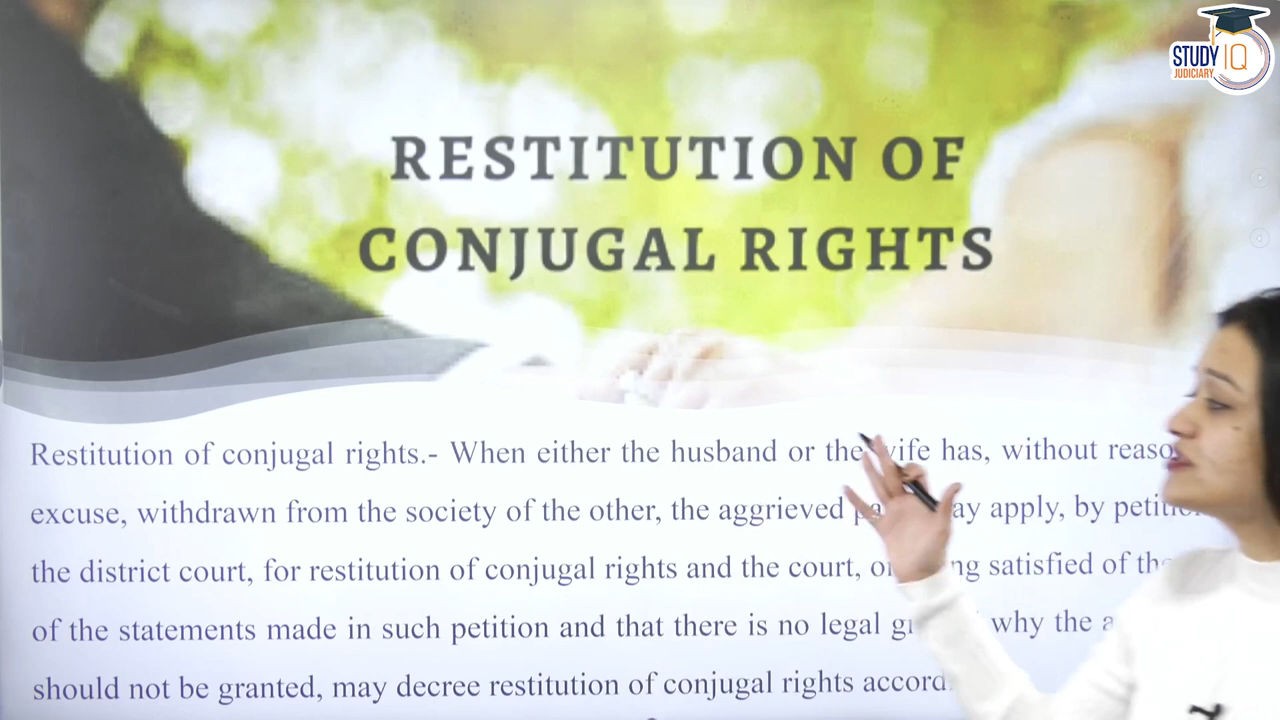 STUDY IQ
JUDICIARY
RESTITUTION OF
CONJUGAL RIGHTS
Restitution of conjugal rights.- When either the husband or the wife has, without
excuse, withdrawn from the society of the other, the aggrieved may apply, by
the district court, for restitution of conjugal rights and the court, satisfied of
of the statements made in such petition and that there is no legal why the
should not be granted, may decree restitution of conjugal rights